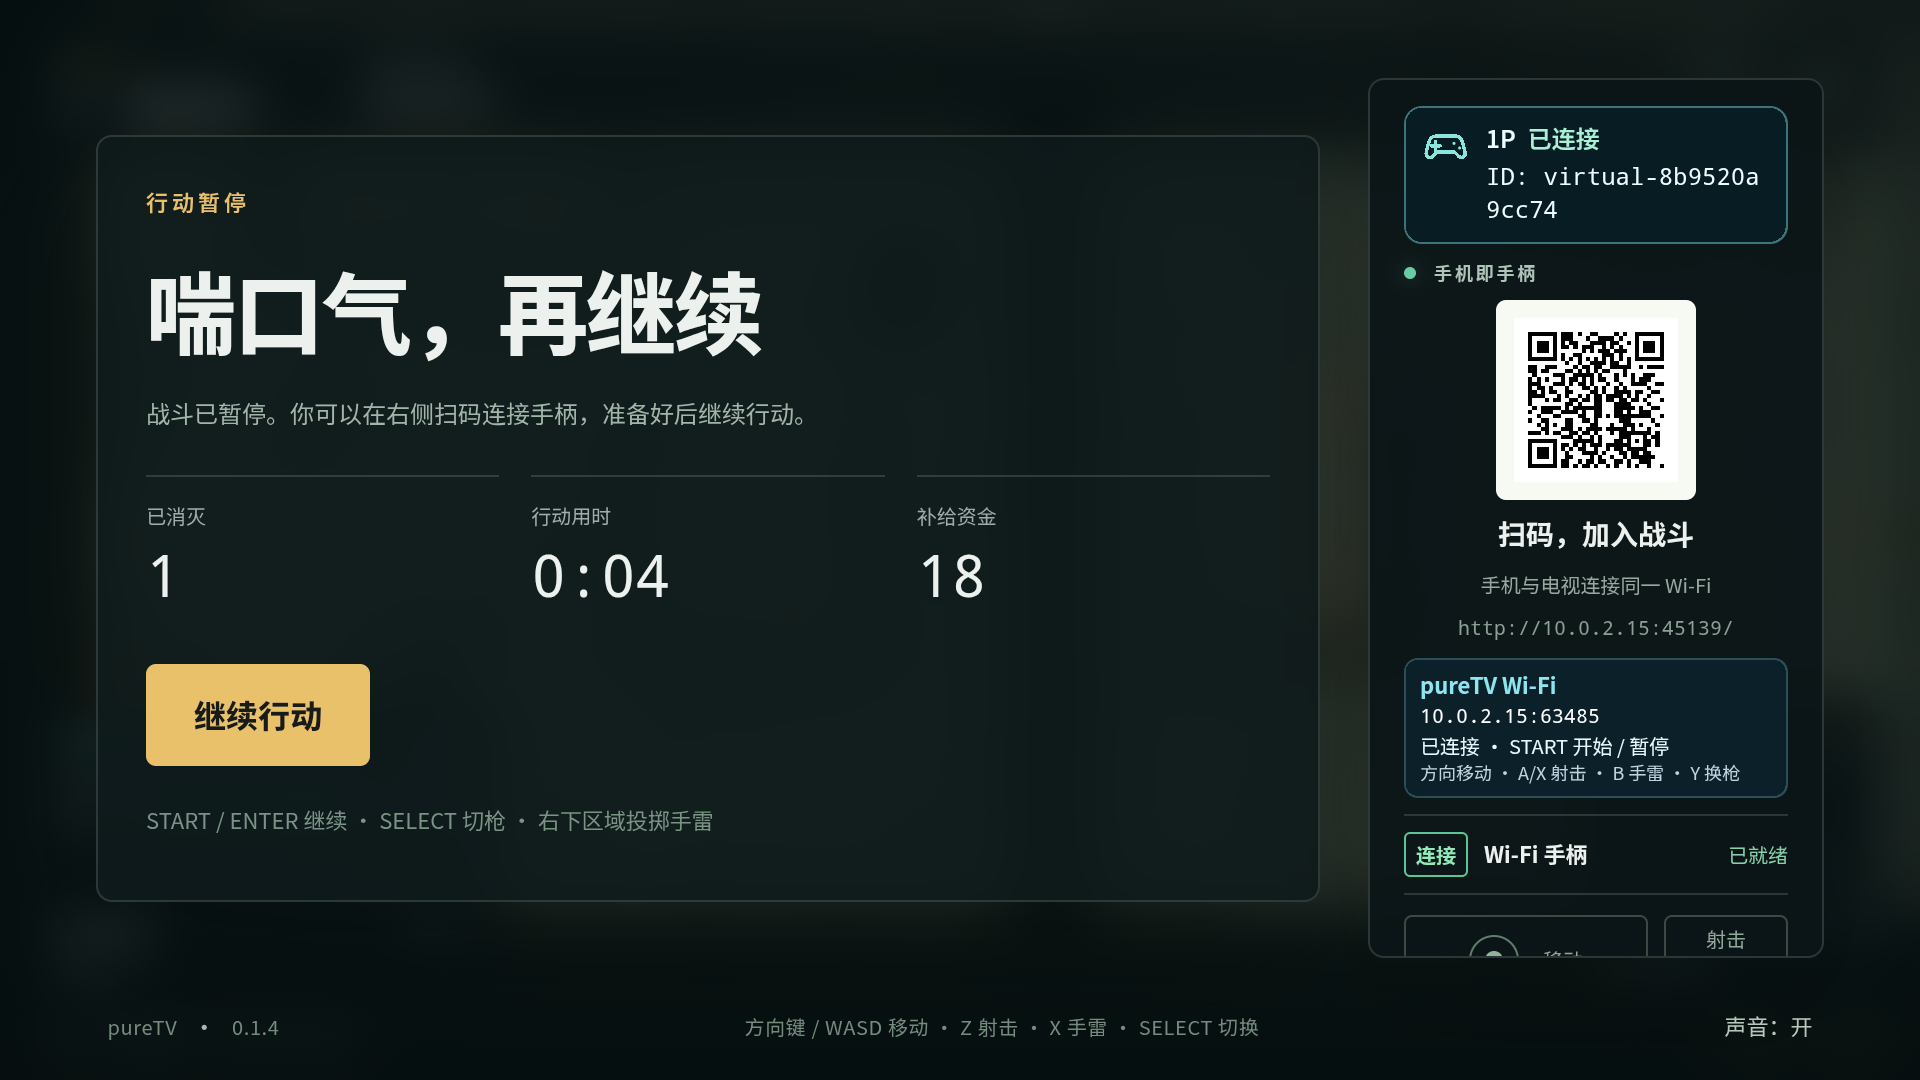 行动暂停
喘口气，再继续
战斗已暂停。你可以在右侧扫码连接手柄，准备好后继续行动。
已消灭
1
行动用时
0:04
补给资金
18
继续行动
START / ENTER 继续 · SELECT 切枪 · 右下区域投掷手雷
1P 已连接
ID: virtual-8b9520a
9cc74
手机即手柄
扫码，加入战斗
手机与电视连接同一 Wi-Fi
http://10.0.2.15:45139/
pureTV Wi-Fi
10.0.2.15:63485
已连接 · START 开始 / 暂停
方向移动 · A/X 射击 · B 手雷 · Y 换枪
连接 Wi-Fi 手柄 已就绪
移动 射击
pureTV · 0.1.4
方向键 / WASD 移动 · Z 射击 · X 手雷 · SELECT 切换
声音：开